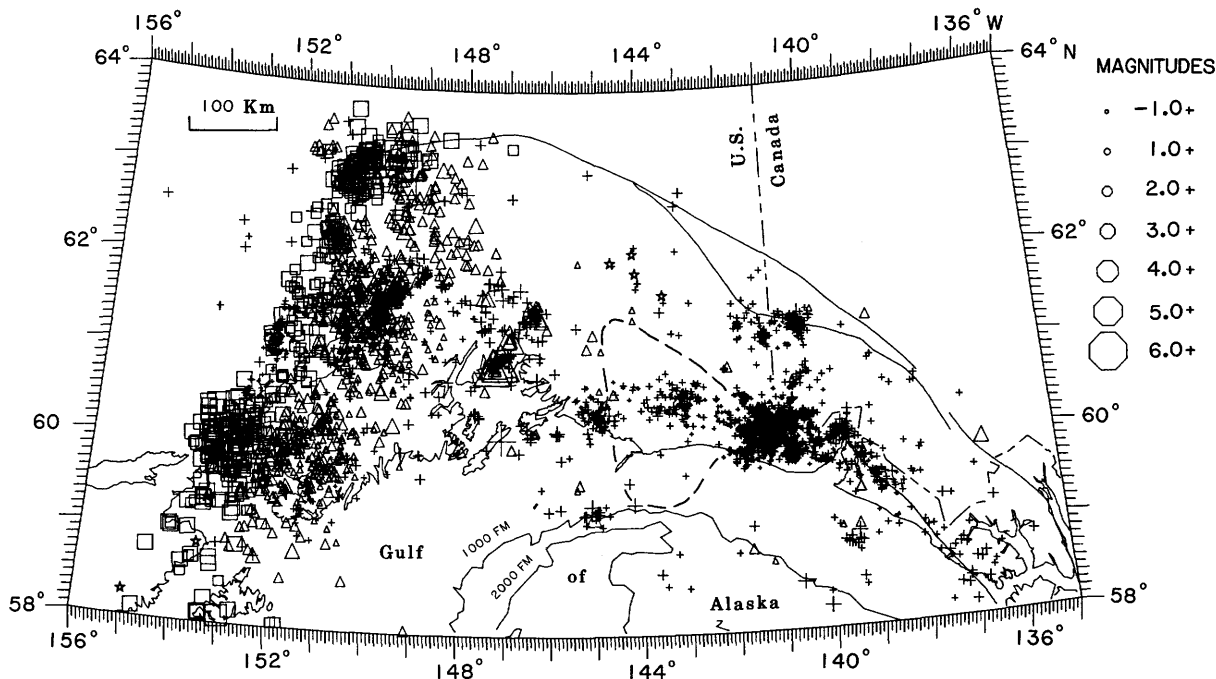 156° 152° 148° 144° 140° 136° W
64° 64° N
MAGNITUDES
100 Km
-1.0+
1.0+
2.0+
3.0+
4.0+
5.0+
6.0+
U.S.
Canada
62° 62°
60 60°
Gulf
1000 FM
2000 FM
of
Alaska
58° 58°
156° 152° 148° 144° 140° 136°